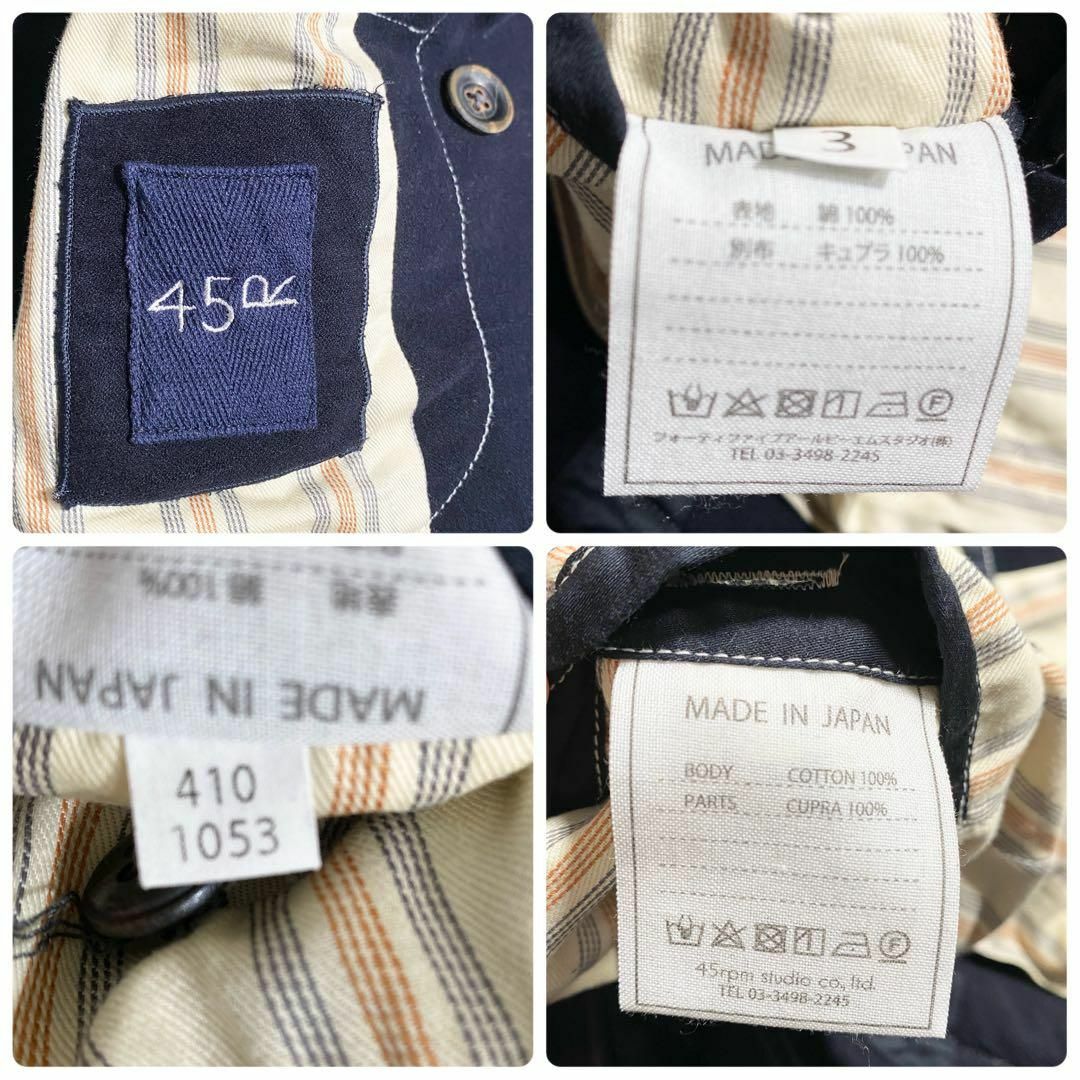 45R
3
MADE JAPAN
表地 綿100%
別布 キュプラ100%
F
フォーティファイブアールピーエムスタジオ(株)
TEL 03-3498-2245
表地 綿100%
MADE IN JAPAN
410
1053
MADE IN JAPAN
BODY COTTON 100%
PARTS CUPRA 100%
F
45rpm studio co., ltd.
TEL 03-3498-2245